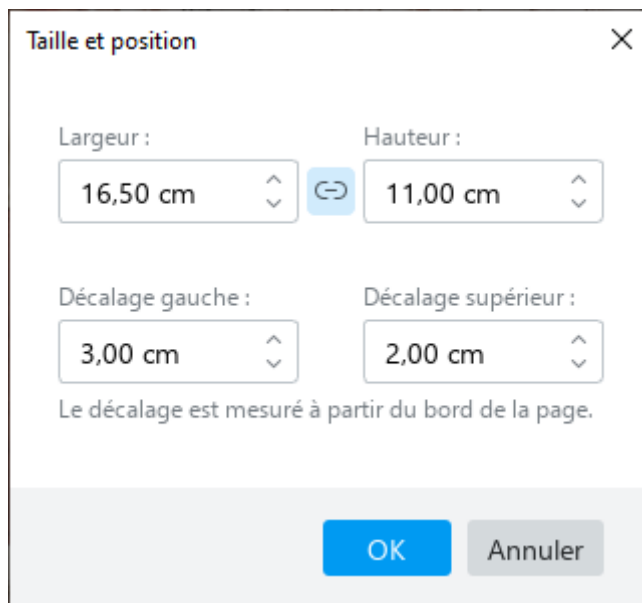 Taille et position
Largeur :
Hauteur :
16,50 cm
11,00 cm
Décalage gauche :
Décalage supérieur :
3,00 cm
2,00 cm
Le décalage est mesuré à partir du bord de la page.
OK
Annuler